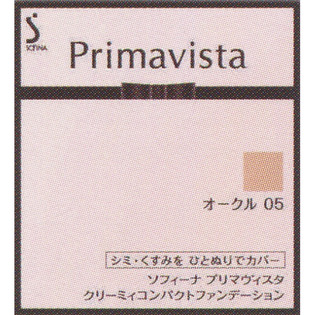 SOFINA
Primavista
オークル 05
シミ・くすみを ひとぬりでカバー
ソフィーナ プリマヴィスタ
クリーミィコンパクトファンデーション